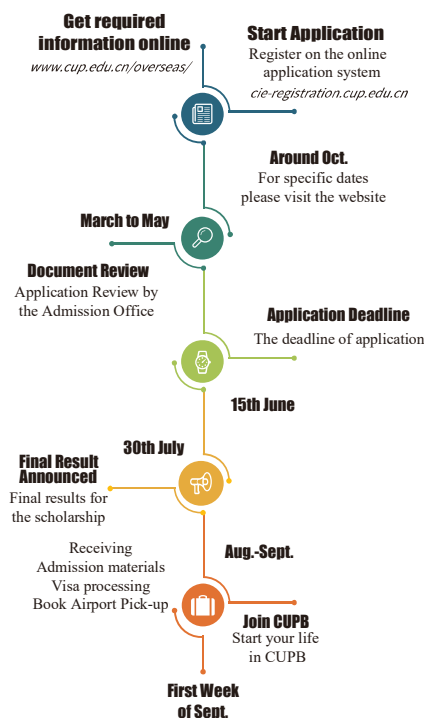 Get required
information online
www.cup.edu.cn/overseas/
Start Application
Register on the online
application system
cie-registration.cup.edu.cn
Around Oct.
For specific dates
please visit the website
March to May
Document Review
Application Review by
the Admission Office
Application Deadline
The deadline of application
15th June
30th July
Final Result
Announced
Final results for
the scholarship
Aug.-Sept.
Receiving
Admission materials
Visa processing
Book Airport Pick-up
Join CUPB
Start your life
in CUPB
First Week
of Sept.